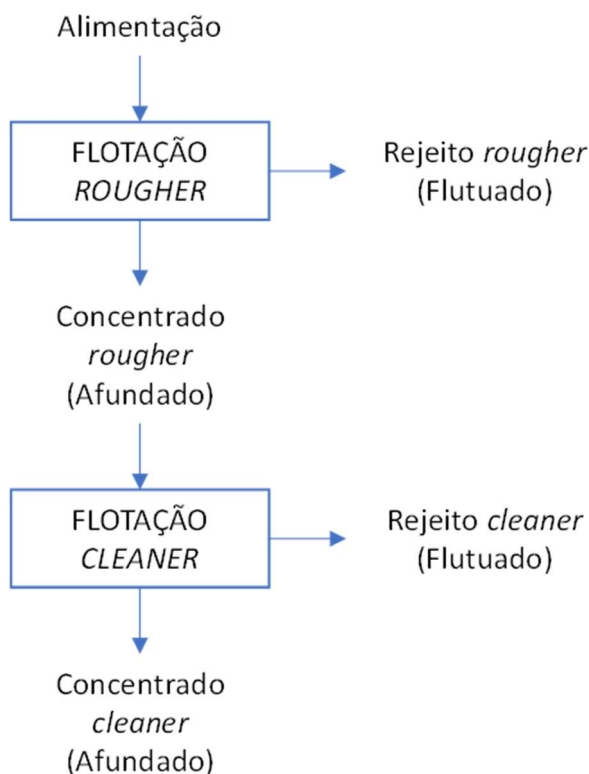 Alimentação
FLOTAÇÃO
ROUGHER
Rejeito rougher
(Flutuado)
Concentrado
rougher
(Afundado)
FLOTAÇÃO
CLEANER
Rejeito cleaner
(Flutuado)
Concentrado
cleaner
(Afundado)